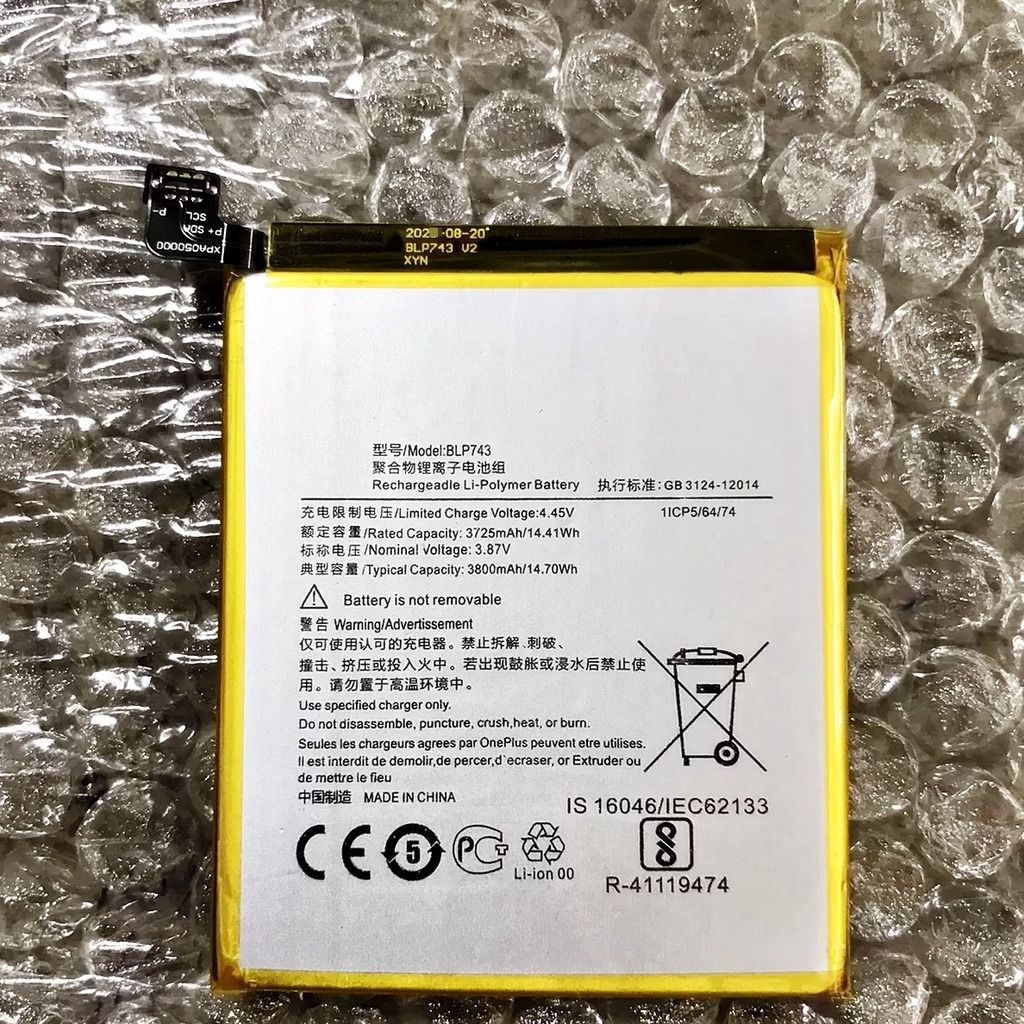 P-
SCL
SDA
P+
XPA050000
-08-20
BLP743 V2
XYN
型号/Model:BLP743
聚合物锂离子电池组
Rechargeadle Li-Polymer Battery 执行标准: GB 3124-12014
充电限制电压/Limited Charge Voltage:4.45V 1ICP5/64/74
额定容量/Rated Capacity: 3725mAh/14.41Wh
标称电压/Nominal Voltage: 3.87V
典型容量/Typical Capacity: 3800mAh/14.70Wh
Battery is not removable
警告 Warning/Advertissement
仅可使用认可的充电器。禁止拆解、刺破、
撞击、挤压或投入火中。若出现鼓胀或浸水后禁止使
用。请勿置于高温环境中。
Use specified charger only.
Do not disassemble, puncture, crush,heat, or burn.
Seules les chargeurs agrees par OnePlus peuvent etre utilises.
Il est interdit de demolir,de percer,d`ecraser, or Extruder ou
de mettre le fieu
中国制造 MADE IN CHINA
IS 16046/IEC62133
CE 5 PCT
Li-ion 00
R-41119474